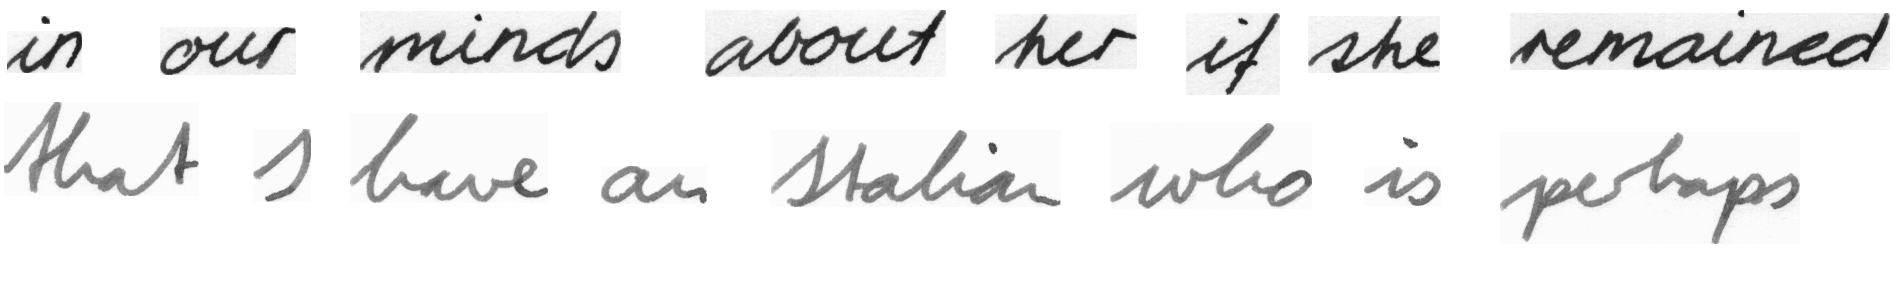 in our minds about her if she remained
that I have an Italian who is perhaps